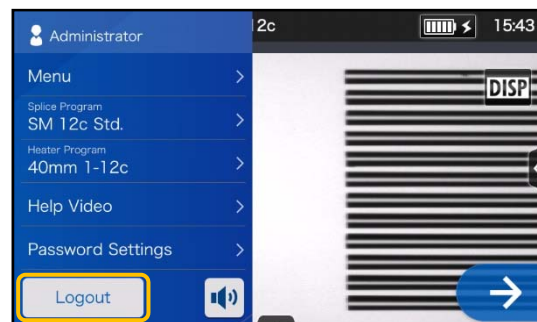 Administrator
12c
15:43
Menu
DISP
Splice Program
SM 12c Std.
Heater Program
40mm 1-12c
Help Video
Password Settings
Logout